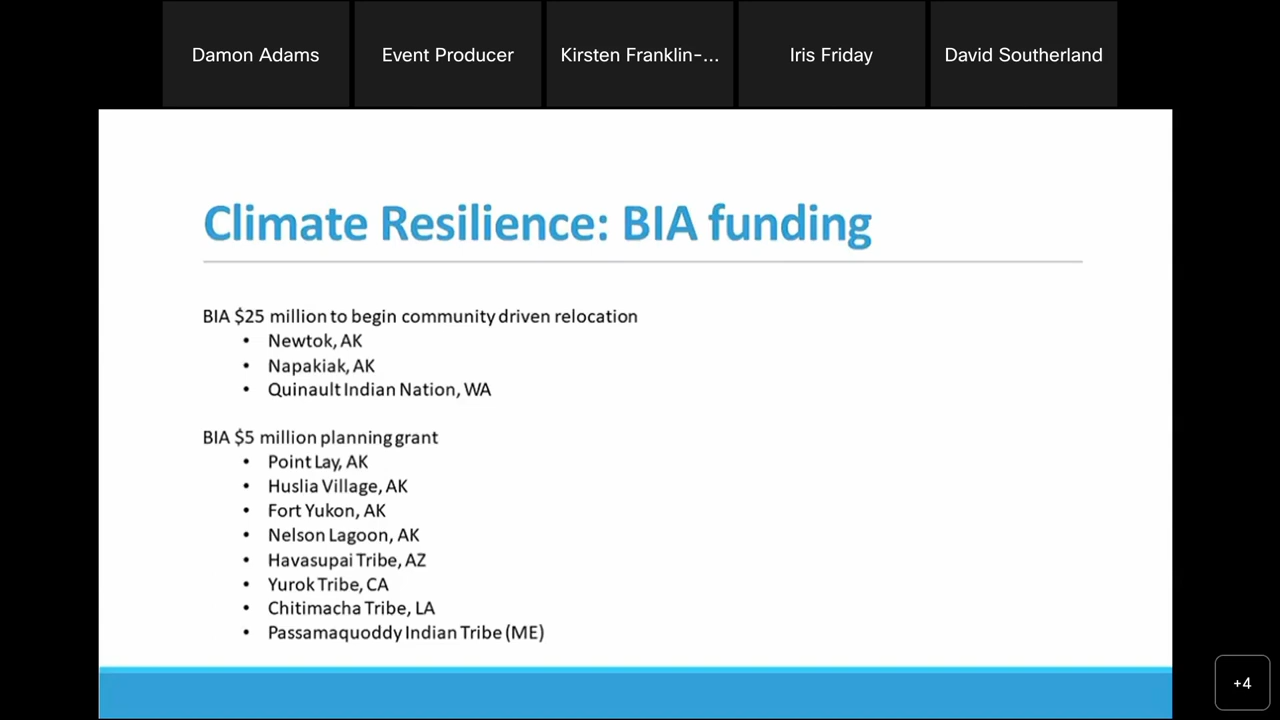 Damon Adams
Event Producer
Kirsten Franklin-...
Iris Friday
David Southerland
Climate Resilience: BIA funding
BIA $25 million to begin community driven relocation
• Newtok, AK
• Napakiak, AK
• Quinault Indian Nation, WA
BIA $5 million planning grant
• Point Lay, AK
• Huslia Village, AK
• Fort Yukon, AK
• Nelson Lagoon, AK
• Havasupai Tribe, AZ
• Yurok Tribe, CA
• Chitimacha Tribe, LA
• Passamaquoddy Indian Tribe (ME)
+4